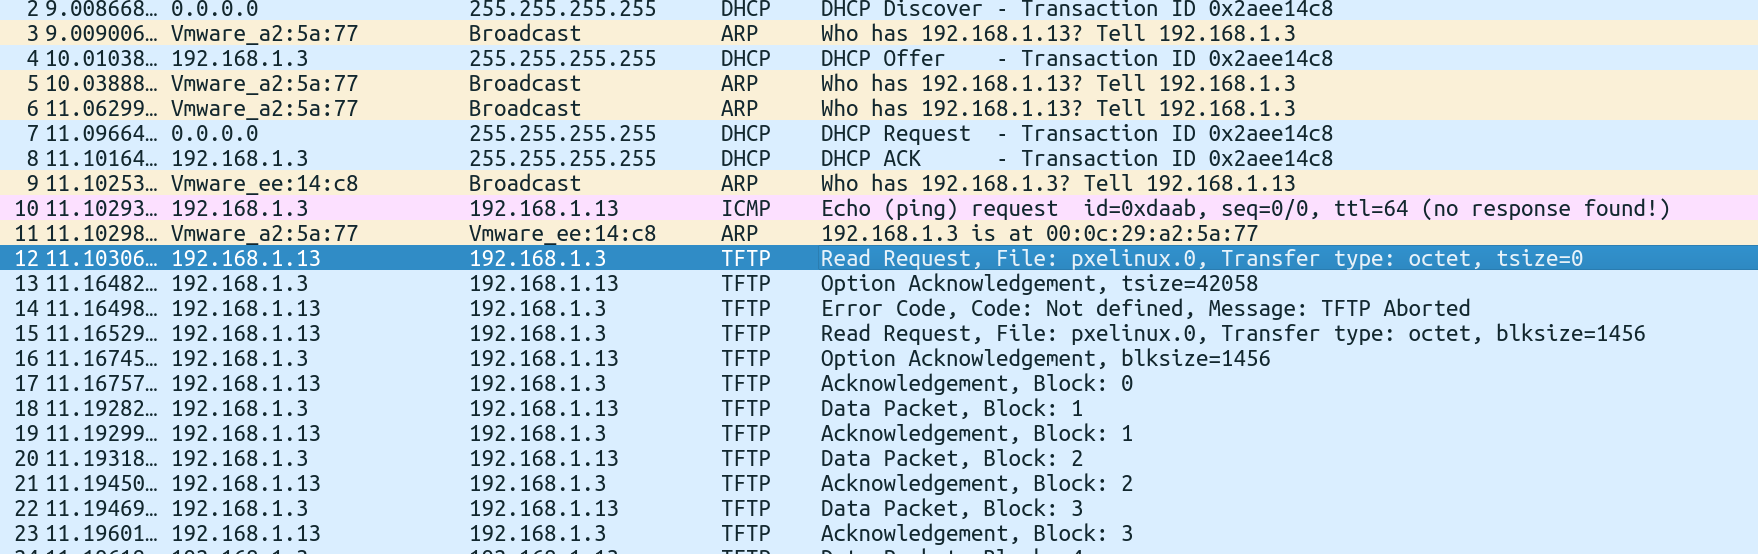 2 9.008668… 0.0.0.0 255.255.255.255 DHCP DHCP Discover - Transaction ID 0x2aee14c8
3 9.009006… Vmware_a2:5a:77 Broadcast ARP Who has 192.168.1.13? Tell 192.168.1.3
4 10.01038… 192.168.1.3 255.255.255.255 DHCP DHCP Offer - Transaction ID 0x2aee14c8
5 10.03888… Vmware_a2:5a:77 Broadcast ARP Who has 192.168.1.13? Tell 192.168.1.3
6 11.06299… Vmware_a2:5a:77 Broadcast ARP Who has 192.168.1.13? Tell 192.168.1.3
7 11.09664… 0.0.0.0 255.255.255.255 DHCP DHCP Request - Transaction ID 0x2aee14c8
8 11.10164… 192.168.1.3 255.255.255.255 DHCP DHCP ACK - Transaction ID 0x2aee14c8
9 11.10253… Vmware_ee:14:c8 Broadcast ARP Who has 192.168.1.3? Tell 192.168.1.13
10 11.10293… 192.168.1.3 192.168.1.13 ICMP Echo (ping) request id=0xdaab, seq=0/0, ttl=64 (no response found!)
11 11.10298… Vmware_a2:5a:77 Vmware_ee:14:c8 ARP 192.168.1.3 is at 00:0c:29:a2:5a:77
12 11.10306… 192.168.1.13 192.168.1.3 TFTP Read Request, File: pxelinux.0, Transfer type: octet, tsize=0
13 11.16482… 192.168.1.3 192.168.1.13 TFTP Option Acknowledgement, tsize=42058
14 11.16498… 192.168.1.13 192.168.1.3 TFTP Error Code, Code: Not defined, Message: TFTP Aborted
15 11.16529… 192.168.1.13 192.168.1.3 TFTP Read Request, File: pxelinux.0, Transfer type: octet, blksize=1456
16 11.16745… 192.168.1.3 192.168.1.13 TFTP Option Acknowledgement, blksize=1456
17 11.16757… 192.168.1.13 192.168.1.3 TFTP Acknowledgement, Block: 0
18 11.19282… 192.168.1.3 192.168.1.13 TFTP Data Packet, Block: 1
19 11.19299… 192.168.1.13 192.168.1.3 TFTP Acknowledgement, Block: 1
20 11.19318… 192.168.1.3 192.168.1.13 TFTP Data Packet, Block: 2
21 11.19450… 192.168.1.13 192.168.1.3 TFTP Acknowledgement, Block: 2
22 11.19469… 192.168.1.3 192.168.1.13 TFTP Data Packet, Block: 3
23 11.19601… 192.168.1.13 192.168.1.3 TFTP Acknowledgement, Block: 3